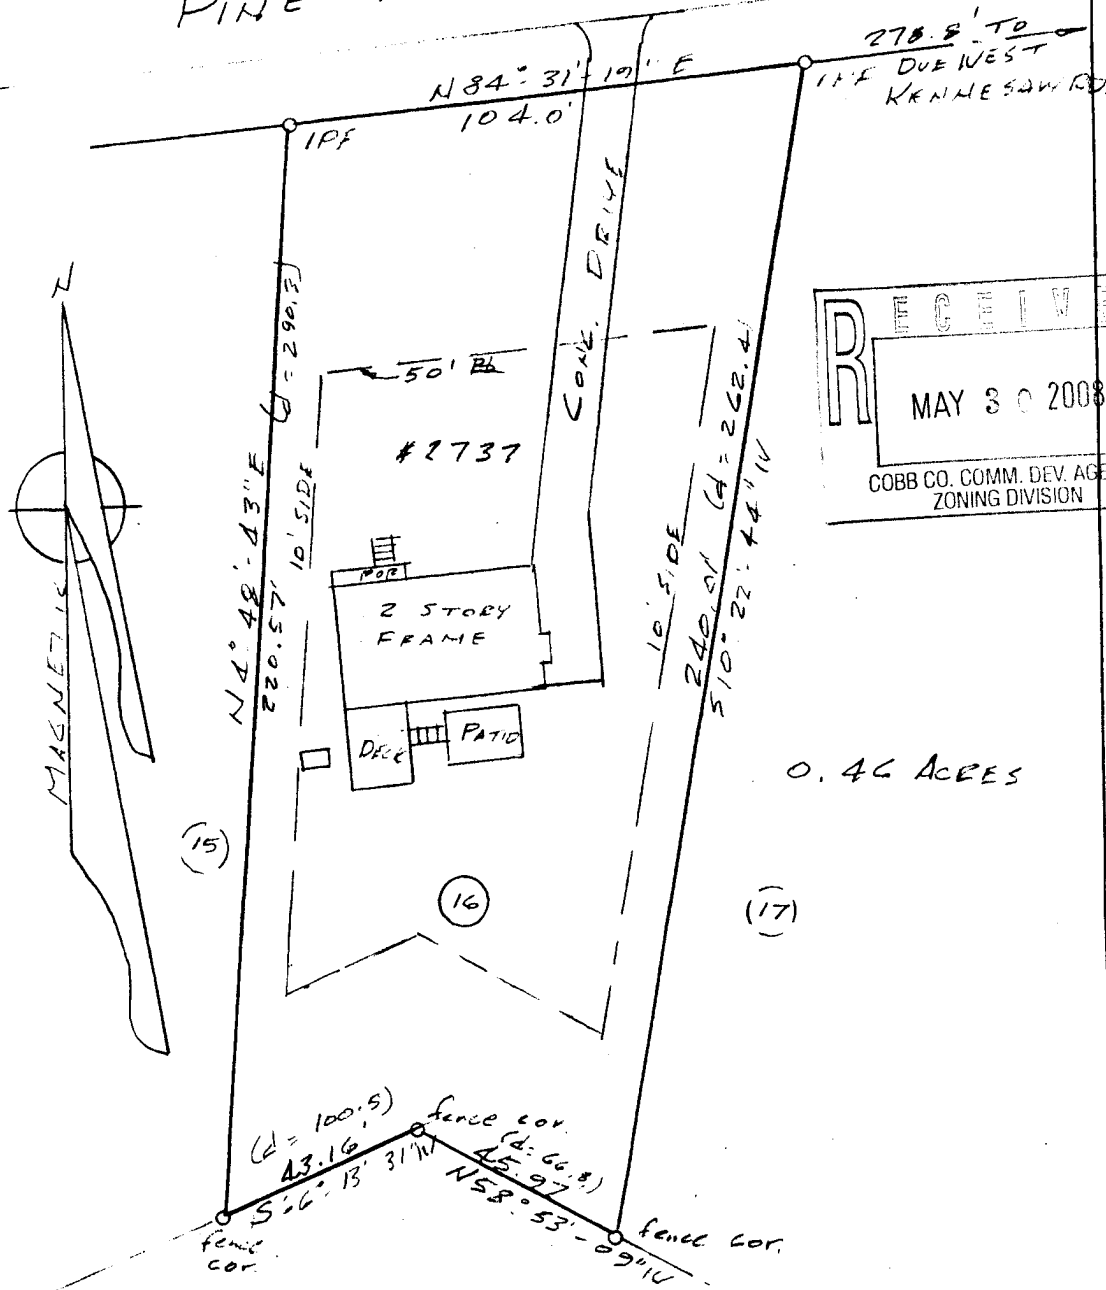 PINE
N 84°-31'-19" E
104.0'
278.8' TO
DUE WEST
KENNESAW RD.
IPF
IPF
N
MAGNETIC
(d = 290.3)
N 4°-48'-43" E
220.57'
10' SIDE
50' BL
#2737
CONC. DRIVE
POR
2 STORY
FRAME
DECK
PATIO
10' SIDE
240.01 (d = 262.4)
S 10°-22'-44" W
RECEIVE
MAY 30 2008
COBB CO. COMM. DEV. AGE
ZONING DIVISION
0.46 ACRES
(15)
16
(17)
(d = 100.5)
43.16'
13' 31" W
fence cor.
(d = 66.8)
45.97
N 58°-53'-09" W
fence
cor.
fence cor.